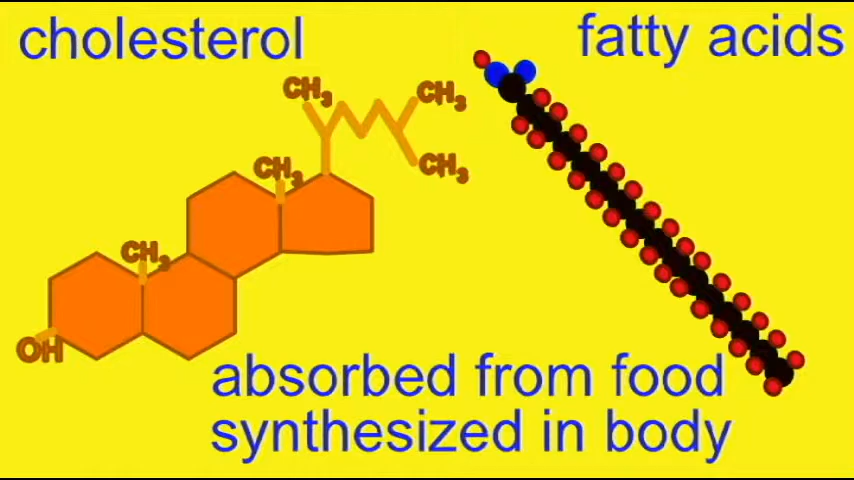 cholesterol
fatty acids
CH3
CH3
CH3
CH3
CH3
OH
absorbed from food
synthesized in body